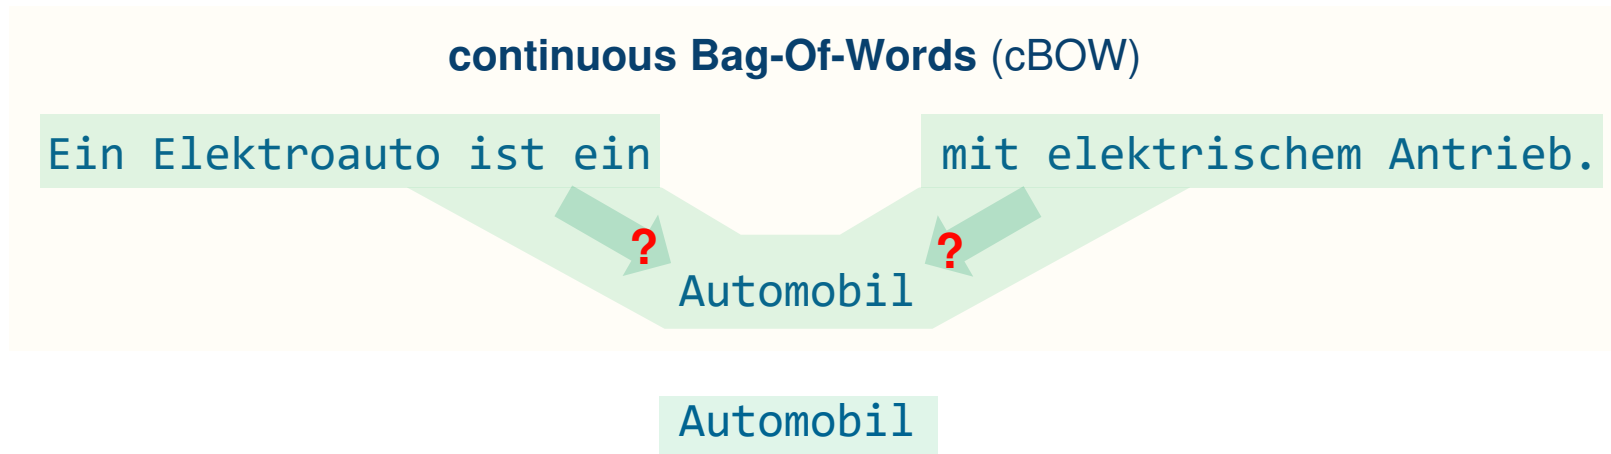 continuous Bag-Of-Words (cBOW)
Ein Elektroauto ist ein mit elektrischem Antrieb.
? ?
Automobil
Automobil